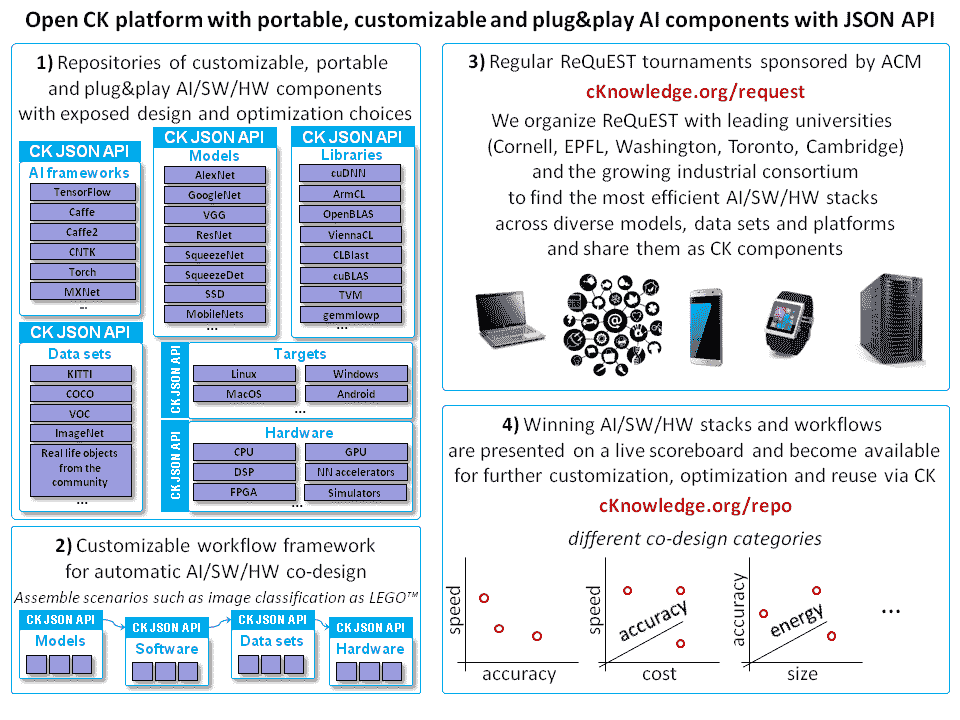 Open CK platform with portable, customizable and plug&play AI components with JSON API
1) Repositories of customizable, portable
and plug&play AI/SW/HW components
with exposed design and optimization choices
CK JSON API
AI frameworks
TensorFlow
Caffe
Caffe2
CNTK
Torch
MXNet
...
CK JSON API
Models
AlexNet
GoogleNet
VGG
ResNet
SqueezeNet
SqueezeDet
SSD
MobileNets
...
CK JSON API
Libraries
cuDNN
ArmCL
OpenBLAS
ViennaCL
CLBlast
cuBLAS
TVM
gemmlowp
...
CK JSON API
Data sets
KITTI
COCO
VOC
ImageNet
Real life objects
from the
community
...
CK JSON API
Targets
Linux
Windows
MacOS
Android
...
CK JSON API
Hardware
CPU
GPU
DSP
NN accelerators
FPGA
Simulators
...
2) Customizable workflow framework
for automatic AI/SW/HW co-design
Assemble scenarios such as image classification as LEGO™
CK JSON API
Models
CK JSON API
Software
CK JSON API
Data sets
CK JSON API
Hardware
3) Regular ReQuEST tournaments sponsored by ACM
cKnowledge.org/request
We organize ReQuEST with leading universities
(Cornell, EPFL, Washington, Toronto, Cambridge)
and the growing industrial consortium
to find the most efficient AI/SW/HW stacks
across diverse models, data sets and platforms
and share them as CK components
4) Winning AI/SW/HW stacks and workflows
are presented on a live scoreboard and become available
for further customization, optimization and reuse via CK
cKnowledge.org/repo
different co-design categories
speed
accuracy
speed
accuracy
cost
accuracy
energy
size
...